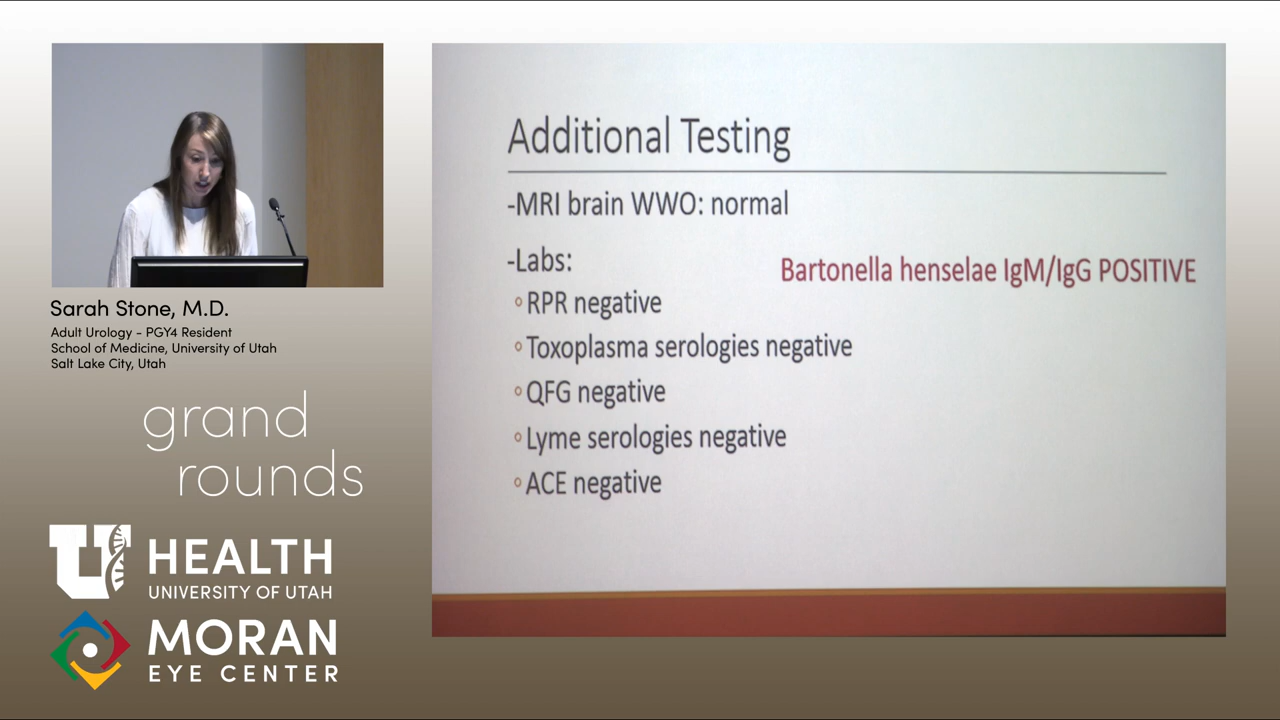 Additional Testing
-MRI brain WWO: normal
-Labs:
Bartonella henselae IgM/IgG POSITIVE
RPR negative
Toxoplasma serologies negative
QFG negative
Lyme serologies negative
ACE negative
Sarah Stone, M.D.
Adult Urology - PGY4 Resident
School of Medicine, University of Utah
Salt Lake City, Utah
grand
rounds
U HEALTH
UNIVERSITY OF UTAH
MORAN
EYE CENTER